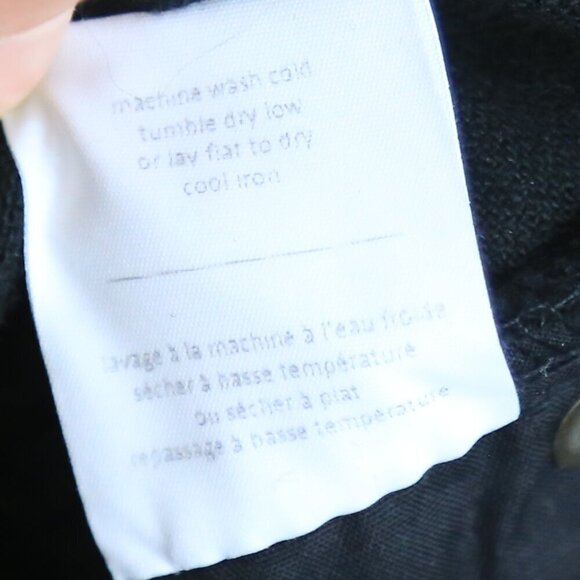 machine wash cold
tumble dry low
or lay flat to dry
cool iron
lavage à la machine à l'eau froide
sécher à basse température
ou sécher à plat
repassage à basse température